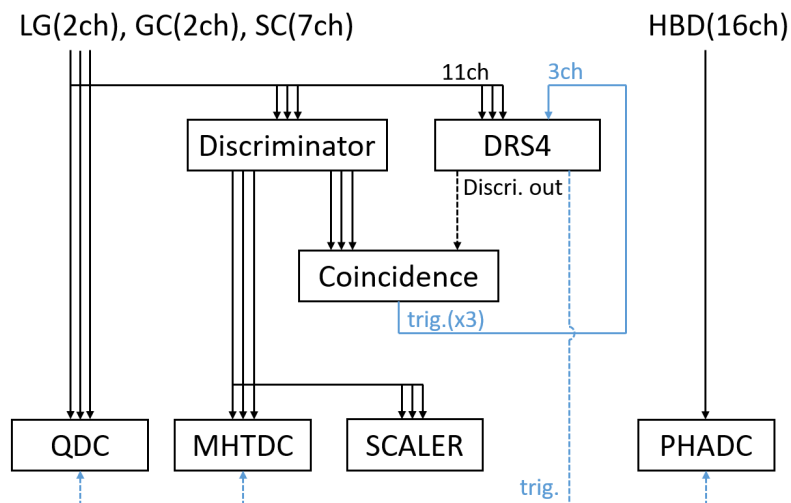 LG(2ch), GC(2ch), SC(7ch)
HBD(16ch)
11ch
3ch
Discriminator
DRS4
Discri. out
Coincidence
trig.(x3)
QDC
MHTDC
SCALER
PHADC
trig.